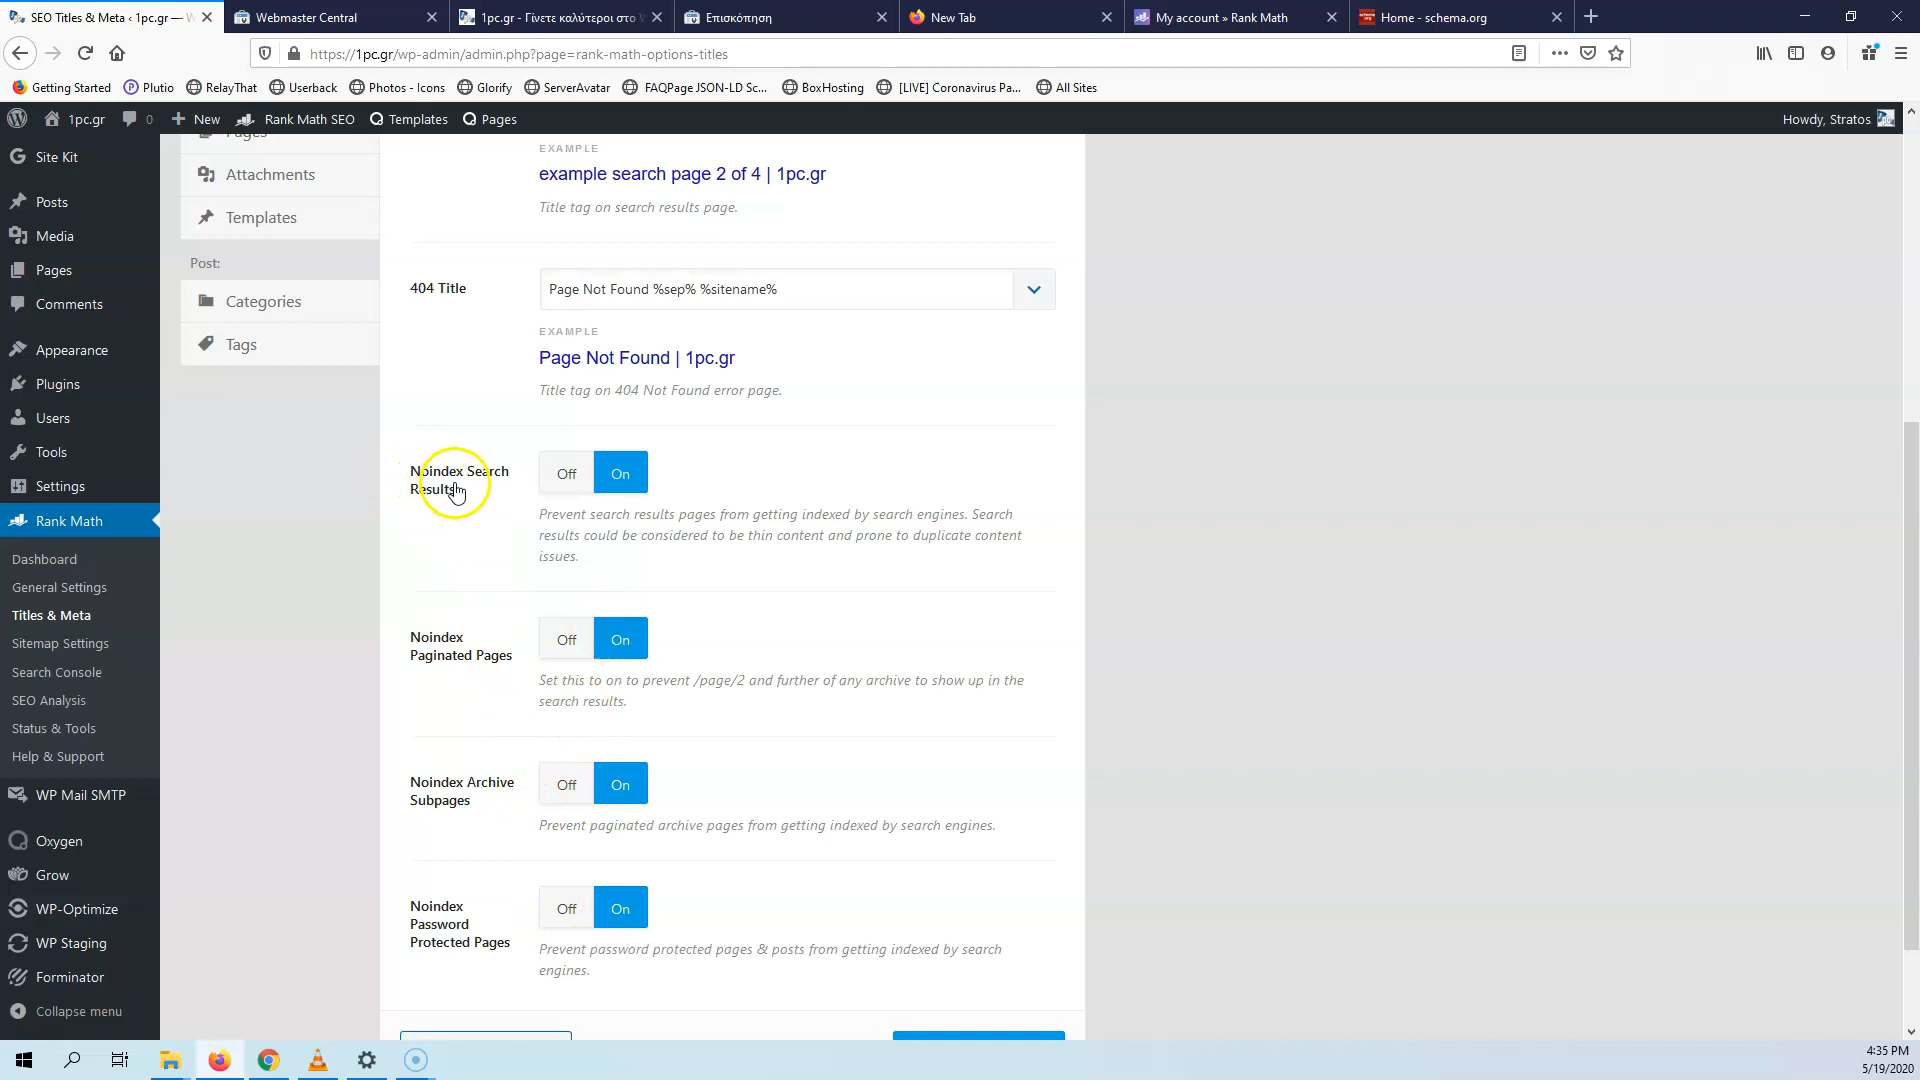 SEO Titles & Meta ‹ 1pc.gr — W
Webmaster Central
1pc.gr - Γίνετε καλύτεροι στο W
Επισκόπηση
New Tab
My account » Rank Math
Home - schema.org
https://1pc.gr/wp-admin/admin.php?page=rank-math-options-titles
Getting Started
Plutio
RelayThat
Userback
Photos - Icons
Glorify
ServerAvatar
FAQPage JSON-LD Sc...
BoxHosting
[LIVE] Coronavirus Pa...
All Sites
1pc.gr
0
New
Rank Math SEO
Templates
Pages
Howdy, Stratos
Site Kit
Posts
Media
Pages
Comments
Appearance
Plugins
Users
Tools
Settings
Rank Math
Dashboard
General Settings
Titles & Meta
Sitemap Settings
Search Console
SEO Analysis
Status & Tools
Help & Support
WP Mail SMTP
Oxygen
Grow
WP-Optimize
WP Staging
Forminator
Collapse menu
Pages
Attachments
Templates
Post:
Categories
Tags
EXAMPLE
example search page 2 of 4 | 1pc.gr
Title tag on search results page.
404 Title
Page Not Found %sep% %sitename%
EXAMPLE
Page Not Found | 1pc.gr
Title tag on 404 Not Found error page.
Noindex Search
Results
Off
On
Prevent search results pages from getting indexed by search engines. Search
results could be considered to be thin content and prone to duplicate content
issues.
Noindex
Paginated Pages
Off
On
Set this to on to prevent /page/2 and further of any archive to show up in the
search results.
Noindex Archive
Subpages
Off
On
Prevent paginated archive pages from getting indexed by search engines.
Noindex
Password
Protected Pages
Off
On
Prevent password protected pages & posts from getting indexed by search
engines.
4:35 PM
5/19/2020